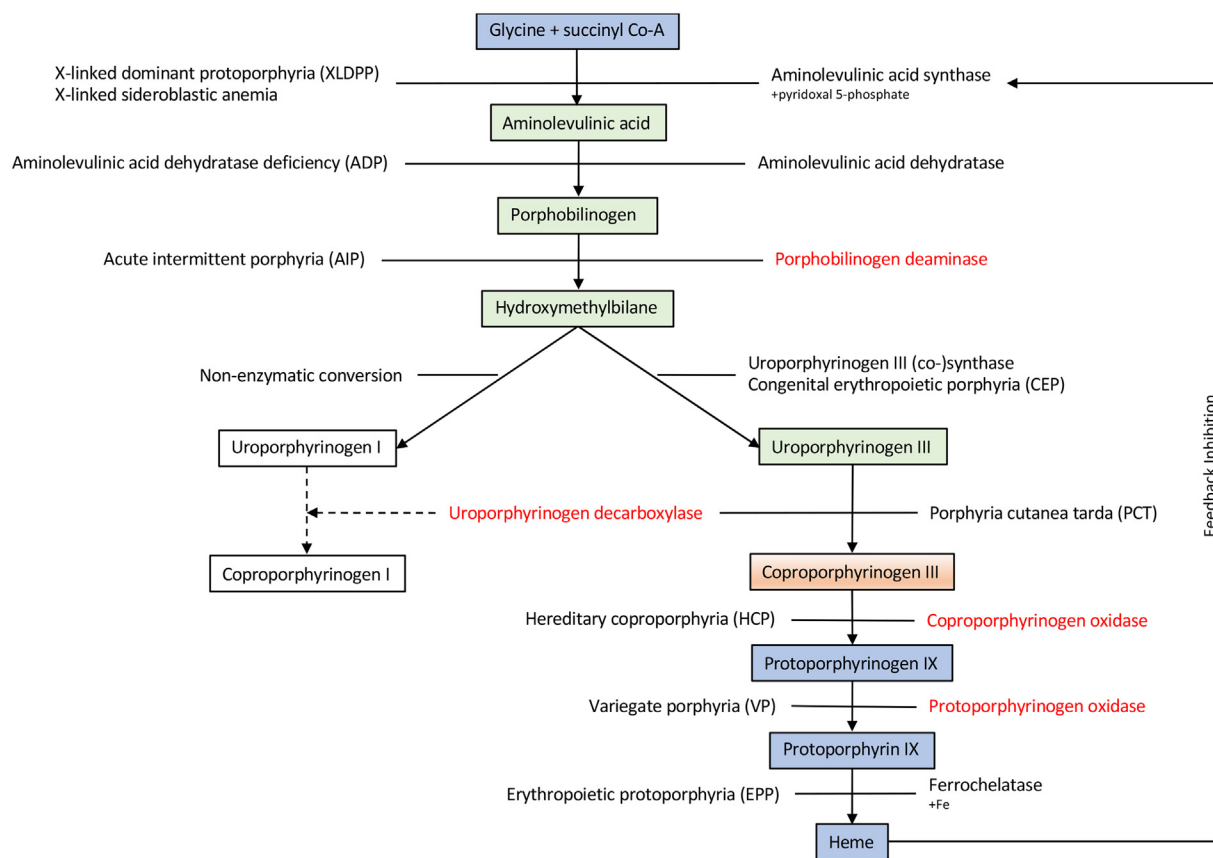 Glycine + succinyl Co-A
X-linked dominant protoporphyria (XLDPP)
X-linked sideroblastic anemia
Aminolevulinic acid synthase
+pyridoxal 5-phosphate
Aminolevulinic acid
Aminolevulinic acid dehydratase deficiency (ADP)
Aminolevulinic acid dehydratase
Porphobilinogen
Acute intermittent porphyria (AIP)
Porphobilinogen deaminase
Hydroxymethylbilane
Non-enzymatic conversion
Uroporphyrinogen III (co-)synthase
Congenital erythropoietic porphyria (CEP)
Feedback Inhibition
Uroporphyrinogen I
Uroporphyrinogen III
Uroporphyrinogen decarboxylase
Porphyria cutanea tarda (PCT)
Coproporphyrinogen I
Coproporphyrinogen III
Hereditary coproporphyria (HCP)
Coproporphyrinogen oxidase
Protoporphyrinogen IX
Variegate porphyria (VP)
Protoporphyrinogen oxidase
Protoporphyrin IX
Erythropoietic protoporphyria (EPP)
Ferrochelatase
+Fe
Heme